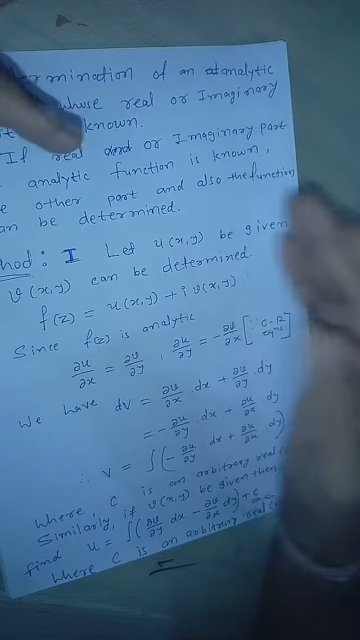 ermination of an analytic
whose real or Imaginary
known.
If real or Imaginary part
analytic function is known,
other part and also the function
an be determined.
hod : I Let u(x,y) be given
v(x,y) can be determined.
f(z) = u(x,y) + i v(x,y)
Since f(z) is analytic
∂u/∂x = ∂v/∂y , ∂u/∂y = -∂v/∂x [∵ C-R eqns
We have dv = ∂v/∂x .dx + ∂v/∂y .dy
= -∂u/∂y .dx + ∂u/∂x .dy
∴ v = ∫(-∂u/∂y .dx + ∂u/∂x dy)
where, c is an arbitrary real
Similarly, if v(x,y) be given then
find u = ∫(∂v/∂y dx - ∂v/∂x dy) + c
where C is an arbitrary real